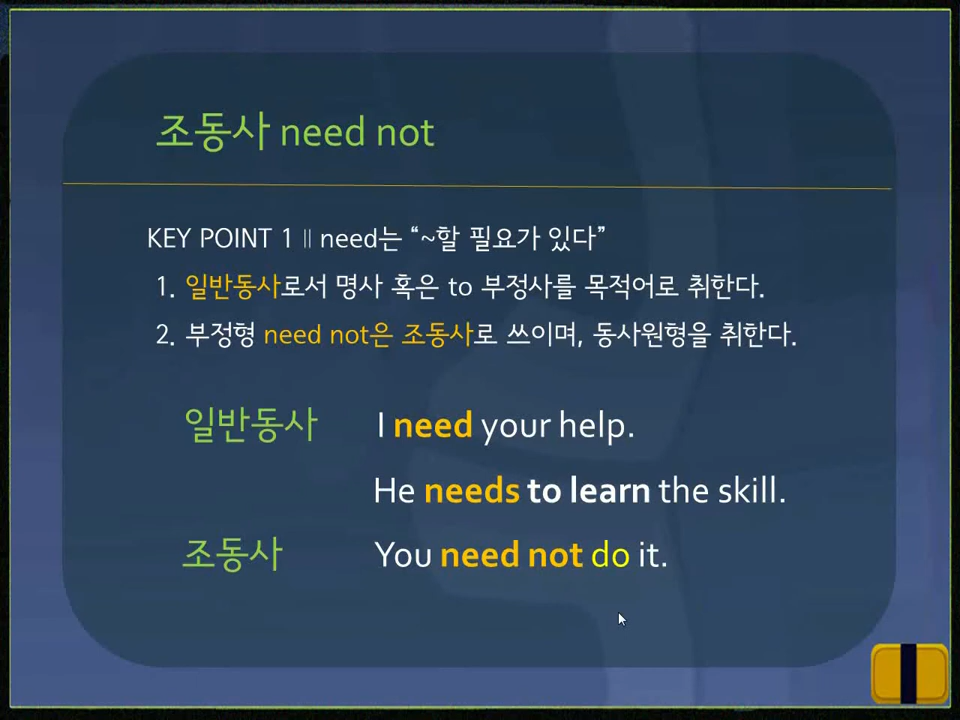 조동사 need not
KEY POINT 1 || need는 “~할 필요가 있다”
1. 일반동사로서 명사 혹은 to 부정사를 목적어로 취한다.
2. 부정형 need not은 조동사로 쓰이며, 동사원형을 취한다.
일반동사 I need your help.
He needs to learn the skill.
조동사 You need not do it.